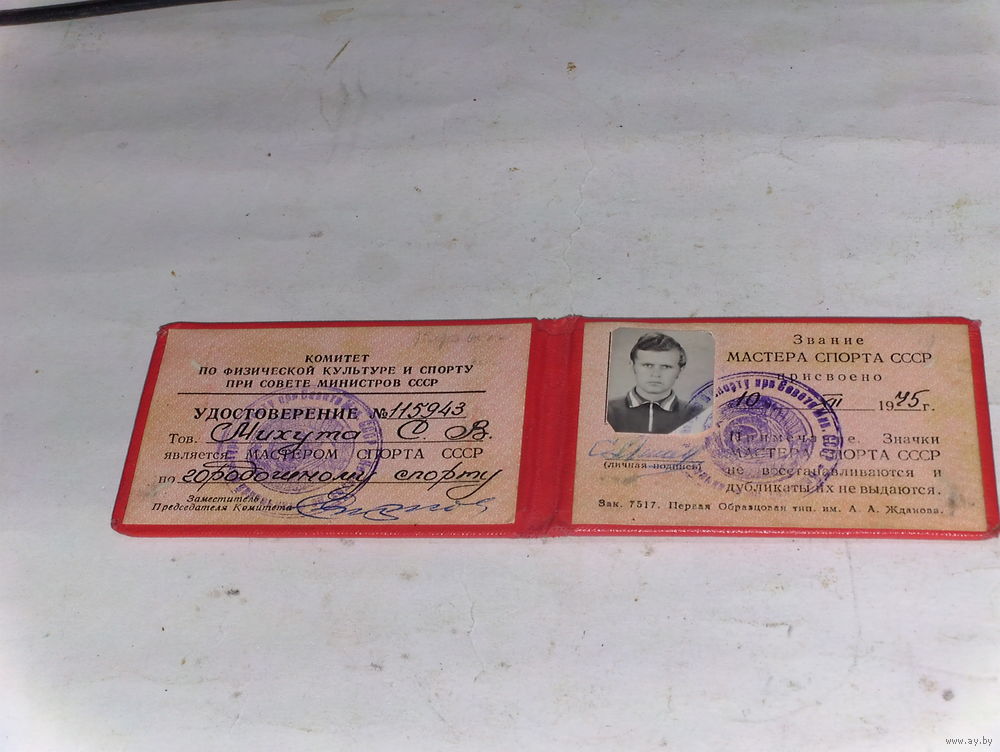 КОМИТЕТ
ПО ФИЗИЧЕСКОЙ КУЛЬТУРЕ И СПОРТУ
ПРИ СОВЕТЕ МИНИСТРОВ СССР
УДОСТОВЕРЕНИЕ №115943
Тов. Михута С. В.
является МАСТЕРОМ СПОРТА СССР
по городошному спорту
Заместитель
Председателя Комитета
Звание
МАСТЕРА СПОРТА СССР
присвоено
10 XII 1975 г.
(личная подпись)
Примечание. Значки
МАСТЕРА СПОРТА СССР
не восстанавливаются и
дубликаты их не выдаются.
Зак. 7517. Первая Образцовая тип. им. А. А. Жданова.
www.ay.by